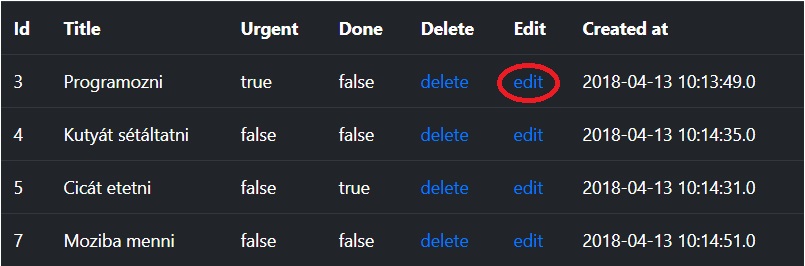 Id Title Urgent Done Delete Edit Created at
3 Programozni true false delete edit 2018-04-13 10:13:49.0
4 Kutyát sétáltatni false false delete edit 2018-04-13 10:14:35.0
5 Cicát etetni false true delete edit 2018-04-13 10:14:31.0
7 Moziba menni false false delete edit 2018-04-13 10:14:51.0